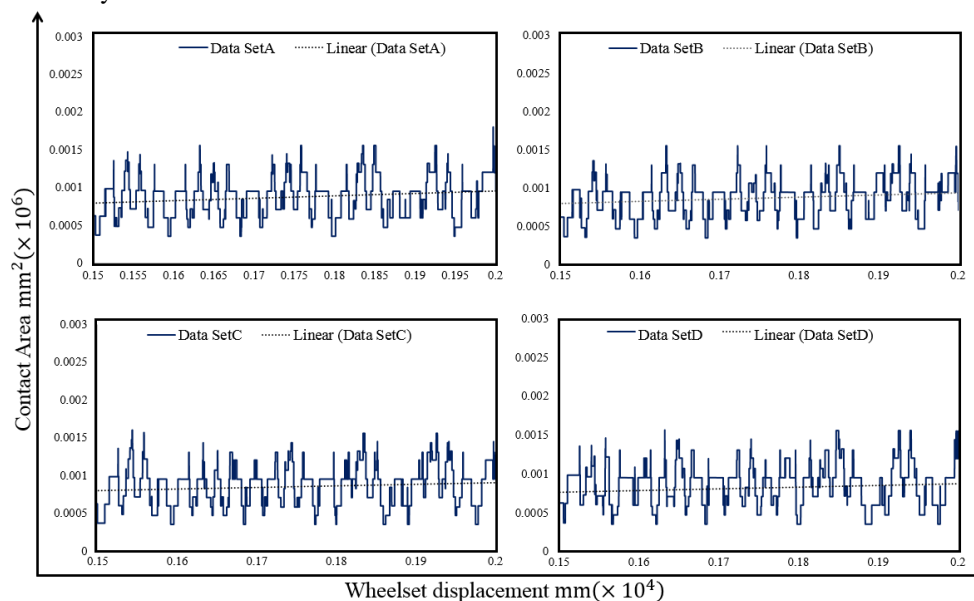 0.003
Data SetA
Linear (Data SetA)
0.0025
0.002
0.0015
0.001
0.0005
0
0.15 0.155 0.16 0.165 0.17 0.175 0.18 0.185 0.19 0.195 0.2
0.003
Data SetB
Linear (Data SetB)
0.0025
0.002
0.0015
0.001
0.0005
0
0.15 0.16 0.17 0.18 0.19 0.2
0.003
Data SetC
Linear (Data SetC)
0.0025
0.002
0.0015
0.001
0.0005
0
0.15 0.16 0.17 0.18 0.19 0.2
0.003
Data SetD
Linear (Data SetD)
0.0025
0.002
0.0015
0.001
0.0005
0
0.15 0.16 0.17 0.18 0.19 0.2
Contact Area mm²(× 10⁶)
Wheelset displacement mm(× 10⁴)